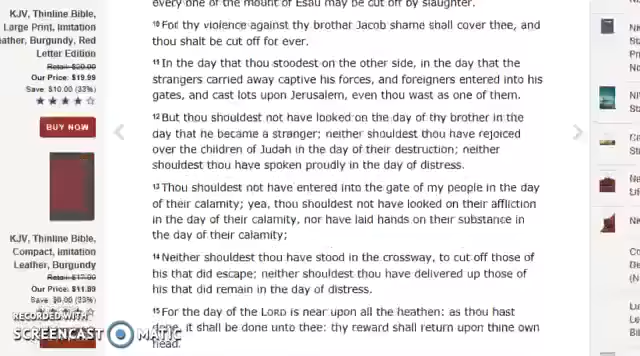 KJV, Thinline Bible,
Large Print, Imitation
Leather, Burgundy, Red
Letter Edition
Retail: $29.99
Our Price: $19.99
Save: $10.00 (33%)
BUY NOW
KJV, Thinline Bible,
Compact, Imitation
Leather, Burgundy
Retail: $17.99
Our Price: $11.99
Save: $6.00 (33%)
every one of the mount of Esau may be cut off by slaughter.
10 For thy violence against thy brother Jacob shame shall cover thee, and
thou shalt be cut off for ever.
11 In the day that thou stoodest on the other side, in the day that the
strangers carried away captive his forces, and foreigners entered into his
gates, and cast lots upon Jerusalem, even thou wast as one of them.
12 But thou shouldest not have looked on the day of thy brother in the
day that he became a stranger; neither shouldest thou have rejoiced
over the children of Judah in the day of their destruction; neither
shouldest thou have spoken proudly in the day of distress.
13 Thou shouldest not have entered into the gate of my people in the day
of their calamity; yea, thou shouldest not have looked on their affliction
in the day of their calamity, nor have laid hands on their substance in
the day of their calamity;
14 Neither shouldest thou have stood in the crossway, to cut off those of
his that did escape; neither shouldest thou have delivered up those of
his that did remain in the day of distress.
15 For the day of the LORD is near upon all the heathen: as thou hast
done, it shall be done unto thee: thy reward shall return upon thine own
head.
RECORDED WITH
SCREENCAST MATIC